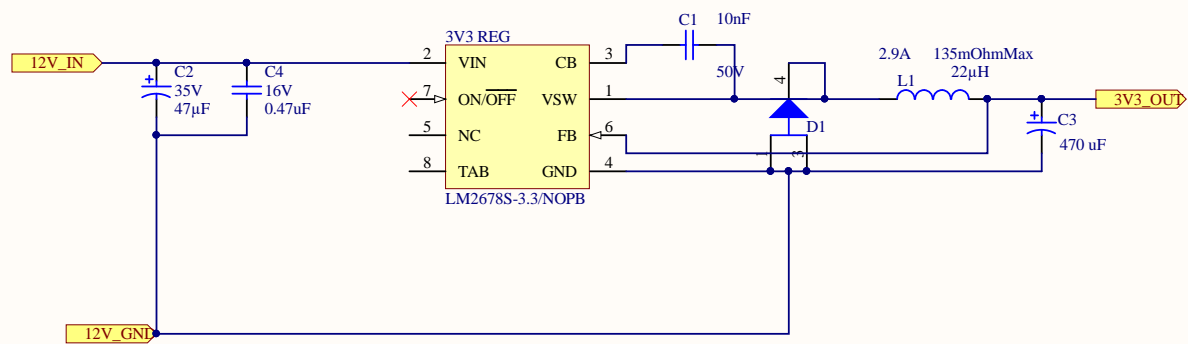 3V3 REG
C1 10nF
50V
12V_IN
C2
35V
47µF
C4
16V
0.47uF
2 VIN CB 3
7 ON/OFF VSW 1
5 NC FB 6
8 TAB GND 4
LM2678S-3.3/NOPB
4
D1
1 3
2.9A 135mOhmMax
L1 22µH
3V3_OUT
C3
470 uF
12V_GND